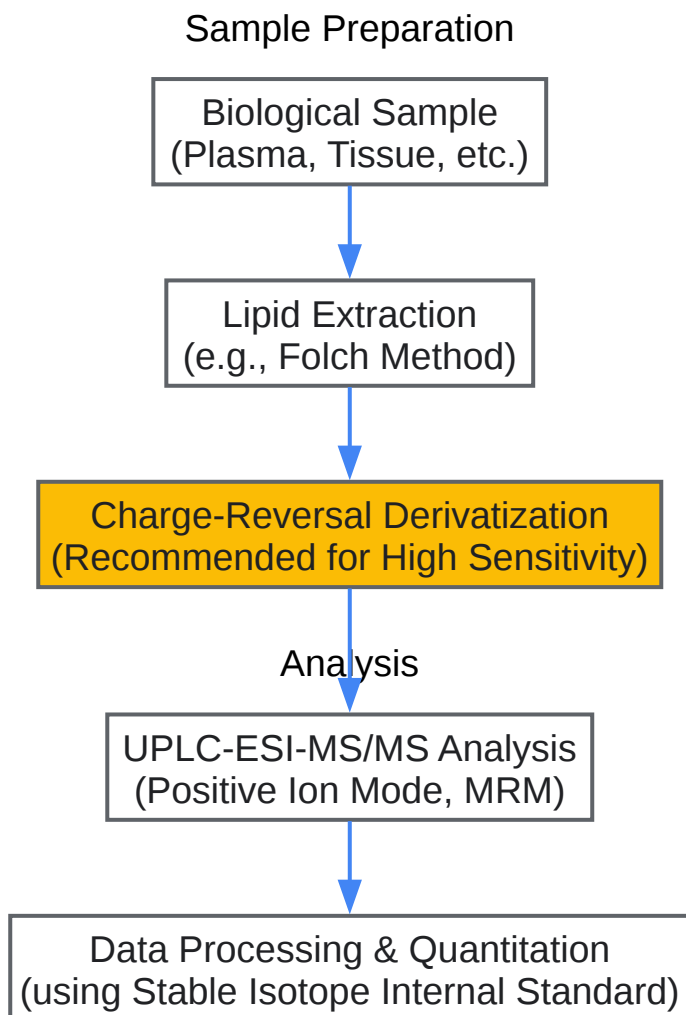 Sample Preparation
Biological Sample
(Plasma, Tissue, etc.)
Lipid Extraction
(e.g., Folch Method)
Charge-Reversal Derivatization
(Recommended for High Sensitivity)
Analysis
UPLC-ESI-MS/MS Analysis
(Positive Ion Mode, MRM)
Data Processing & Quantitation
(using Stable Isotope Internal Standard)